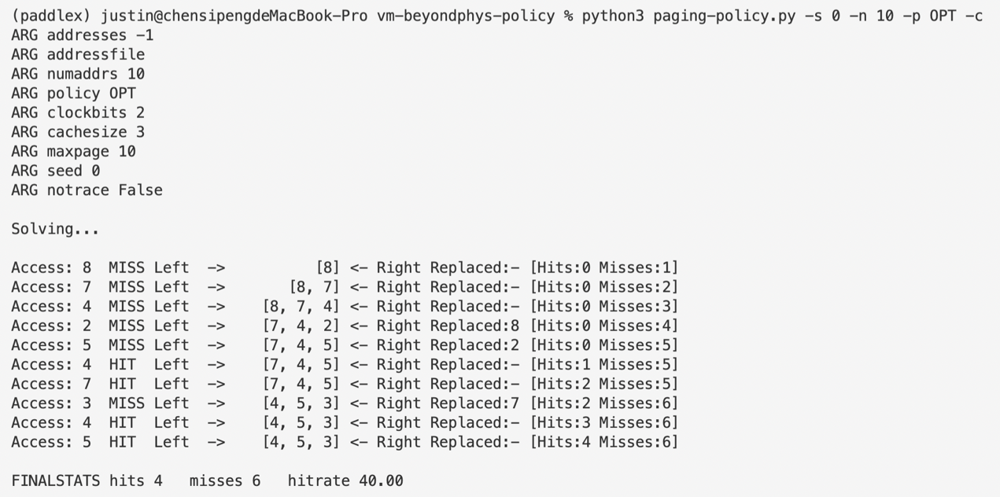 (paddlex) justin@chensipengdeMacBook-Pro vm-beyondphys-policy % python3 paging-policy.py -s 0 -n 10 -p OPT -c
ARG addresses -1
ARG addressfile
ARG numaddrs 10
ARG policy OPT
ARG clockbits 2
ARG cachesize 3
ARG maxpage 10
ARG seed 0
ARG notrace False
Solving...
Access: 8  MISS Left  ->          [8] <- Right Replaced:- [Hits:0 Misses:1]
Access: 7  MISS Left  ->       [8, 7] <- Right Replaced:- [Hits:0 Misses:2]
Access: 4  MISS Left  ->    [8, 7, 4] <- Right Replaced:- [Hits:0 Misses:3]
Access: 2  MISS Left  ->    [7, 4, 2] <- Right Replaced:8 [Hits:0 Misses:4]
Access: 5  MISS Left  ->    [7, 4, 5] <- Right Replaced:2 [Hits:0 Misses:5]
Access: 4  HIT  Left  ->    [7, 4, 5] <- Right Replaced:- [Hits:1 Misses:5]
Access: 7  HIT  Left  ->    [7, 4, 5] <- Right Replaced:- [Hits:2 Misses:5]
Access: 3  MISS Left  ->    [4, 5, 3] <- Right Replaced:7 [Hits:2 Misses:6]
Access: 4  HIT  Left  ->    [4, 5, 3] <- Right Replaced:- [Hits:3 Misses:6]
Access: 5  HIT  Left  ->    [4, 5, 3] <- Right Replaced:- [Hits:4 Misses:6]
FINALSTATS hits 4   misses 6   hitrate 40.00